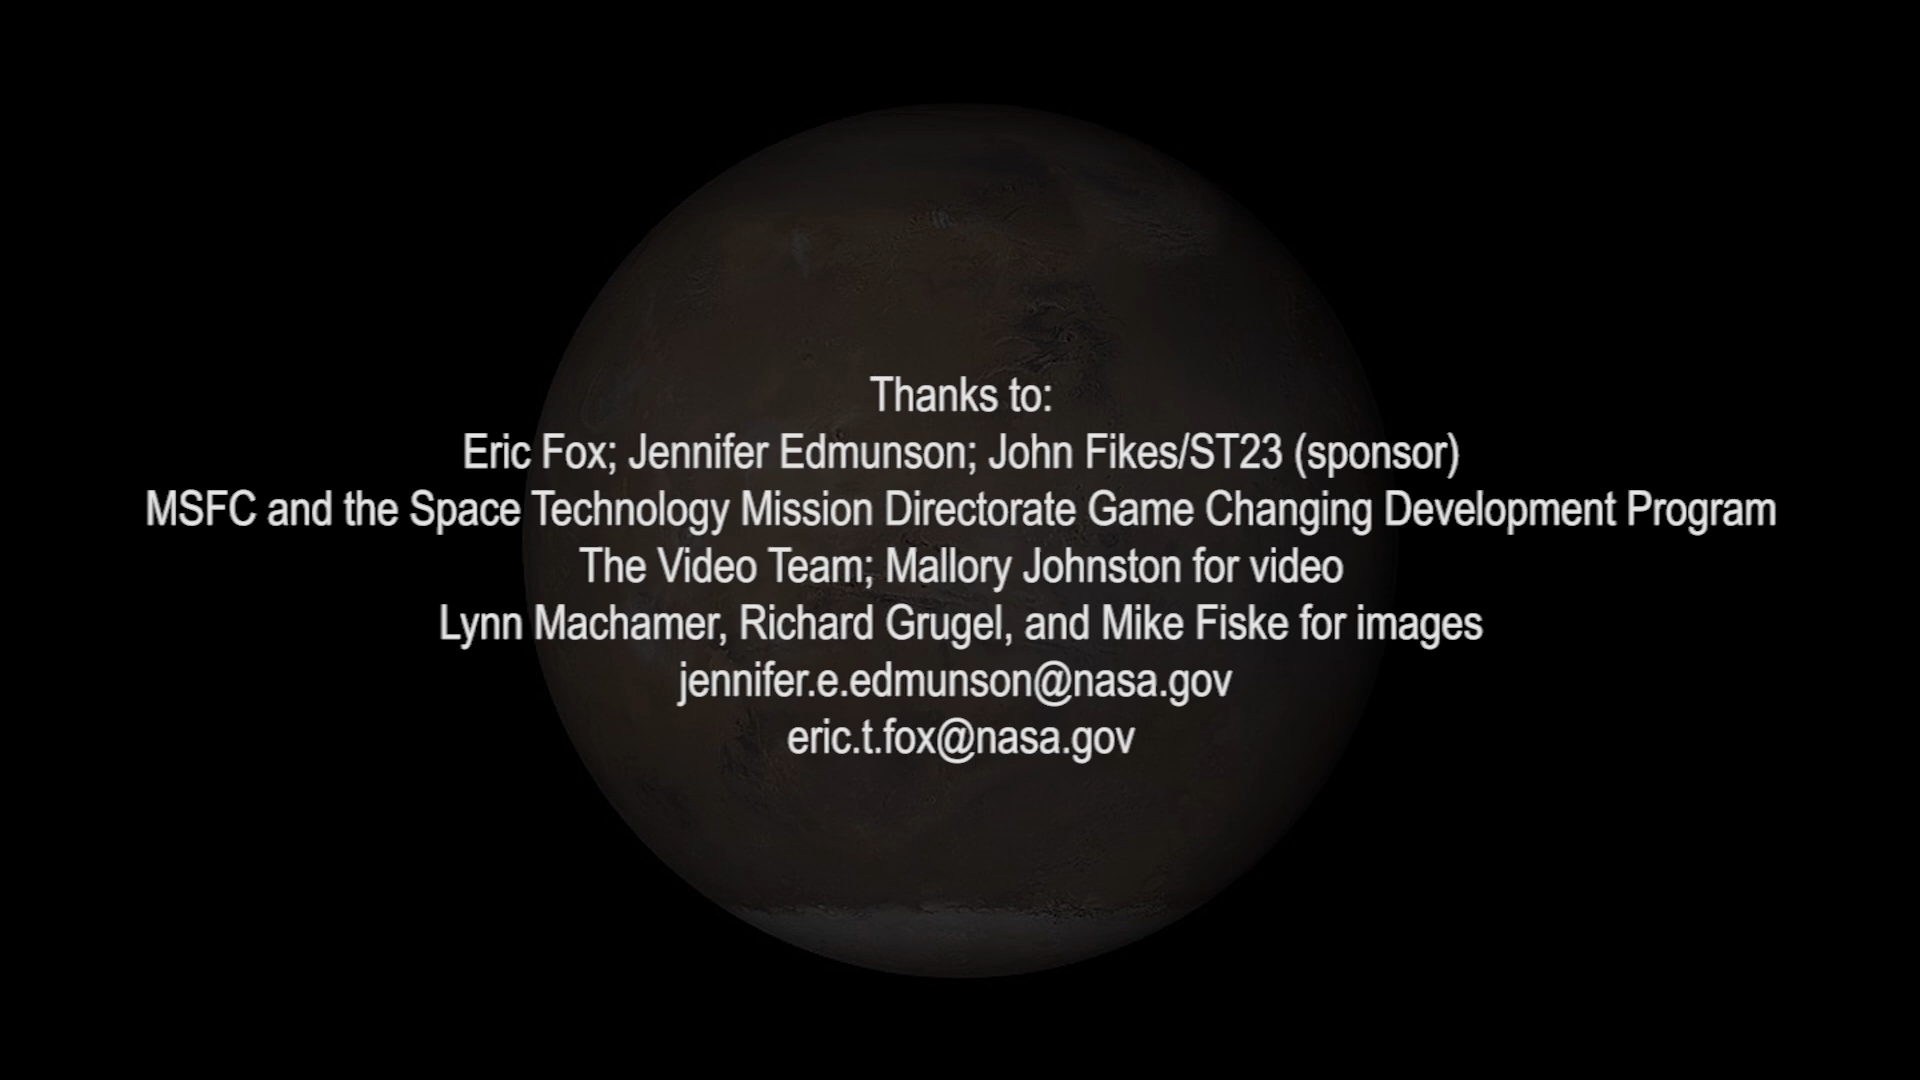 Thanks to:
Eric Fox; Jennifer Edmunson; John Fikes/ST23 (sponsor)
MSFC and the Space Technology Mission Directorate Game Changing Development Program
The Video Team; Mallory Johnston for video
Lynn Machamer, Richard Grugel, and Mike Fiske for images
jennifer.e.edmunson@nasa.gov
eric.t.fox@nasa.gov